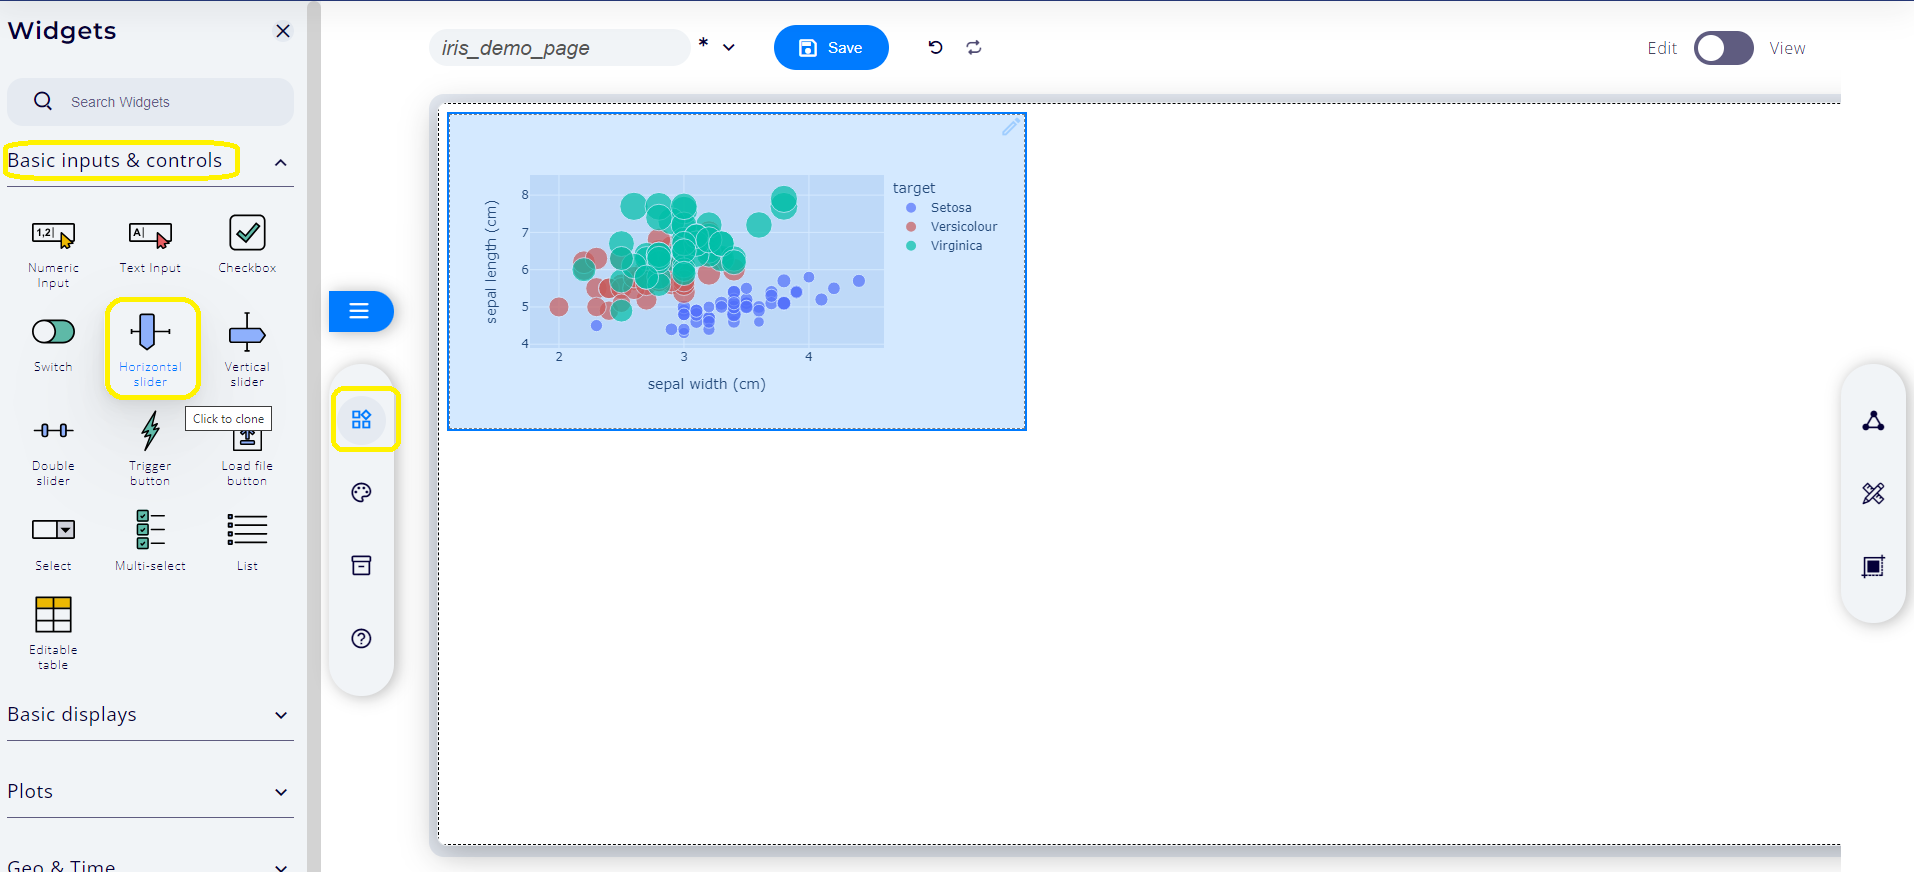 Widgets
Search Widgets
Basic inputs & controls
1,2|
A|
Numeric
Input
Text Input
Checkbox
Switch
Horizontal
slider
Vertical
slider
Click to clone
Double
slider
Trigger
button
Load file
button
Select
Multi-select
List
Editable
table
Basic displays
Plots
Geo & Time
iris_demo_page
*
Save
Edit
View
sepal length (cm)
8
7
6
5
4
2
3
4
sepal width (cm)
target
Setosa
Versicolour
Virginica